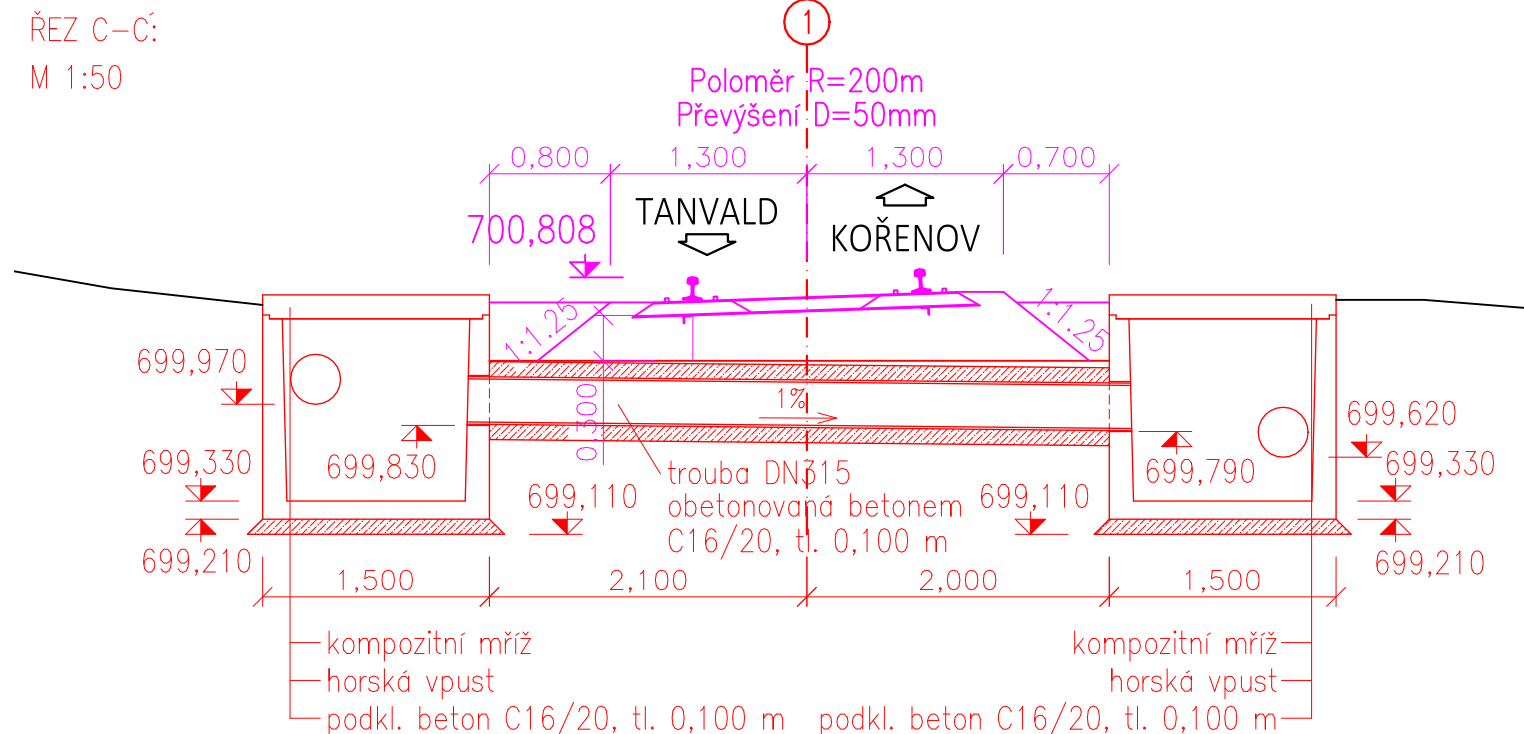 ŘEZ C-C':
M 1:50
1
Poloměr R=200m
Převýšení D=50mm
0,800 1,300 1,300 0,700
TANVALD
KOŘENOV
700,808
1:1.25 1:1.25
699,970
0,300
1%
699,620
699,830
699,790
699,330
699,330
trouba DN315
obetonovaná betonem
C16/20, tl. 0,100 m
699,110 699,110
699,210 699,210
1,500 2,100 2,000 1,500
kompozitní mříž
horská vpust
podkl. beton C16/20, tl. 0,100 m
kompozitní mříž
horská vpust
podkl. beton C16/20, tl. 0,100 m